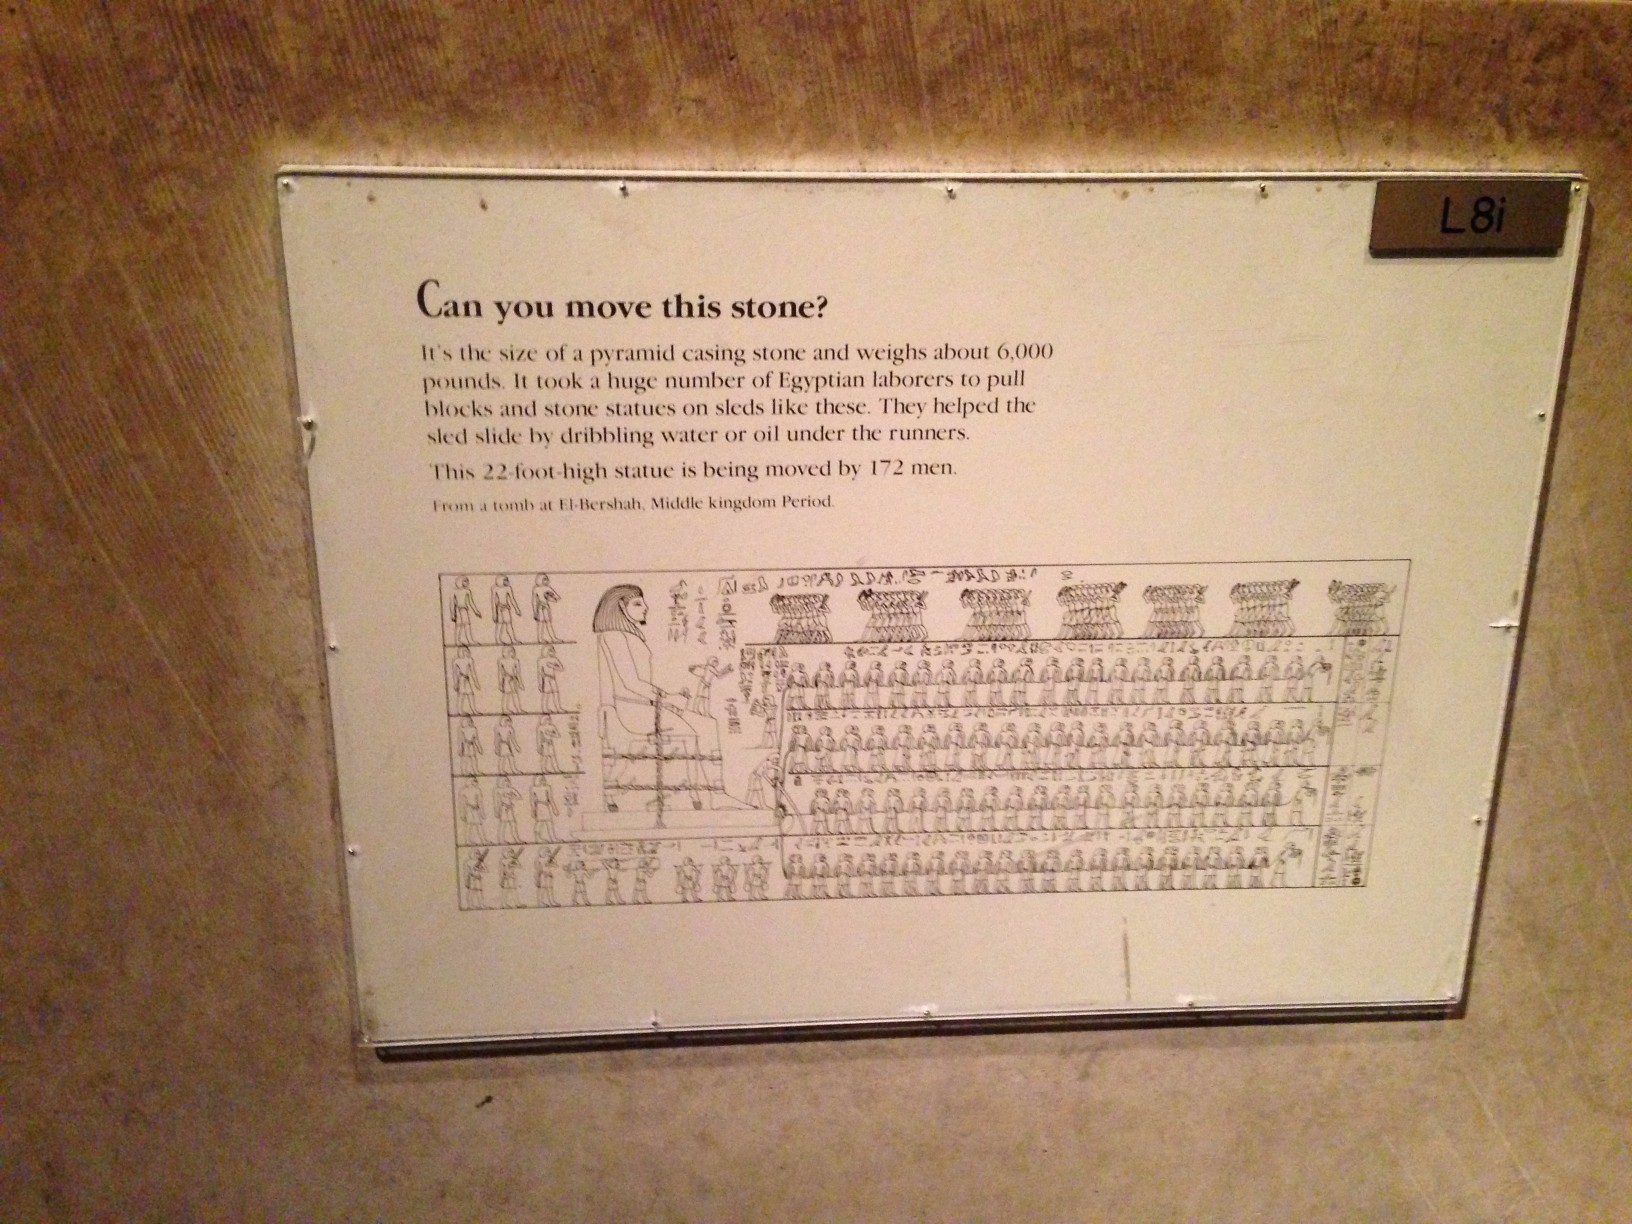 L8i
Can you move this stone?
It's the size of a pyramid casing stone and weighs about 6,000
pounds. It took a huge number of Egyptian laborers to pull
blocks and stone statues on sleds like these. They helped the
sled slide by dribbling water or oil under the runners.
This 22-foot-high statue is being moved by 172 men.
From a tomb at El-Bershah, Middle kingdom Period.